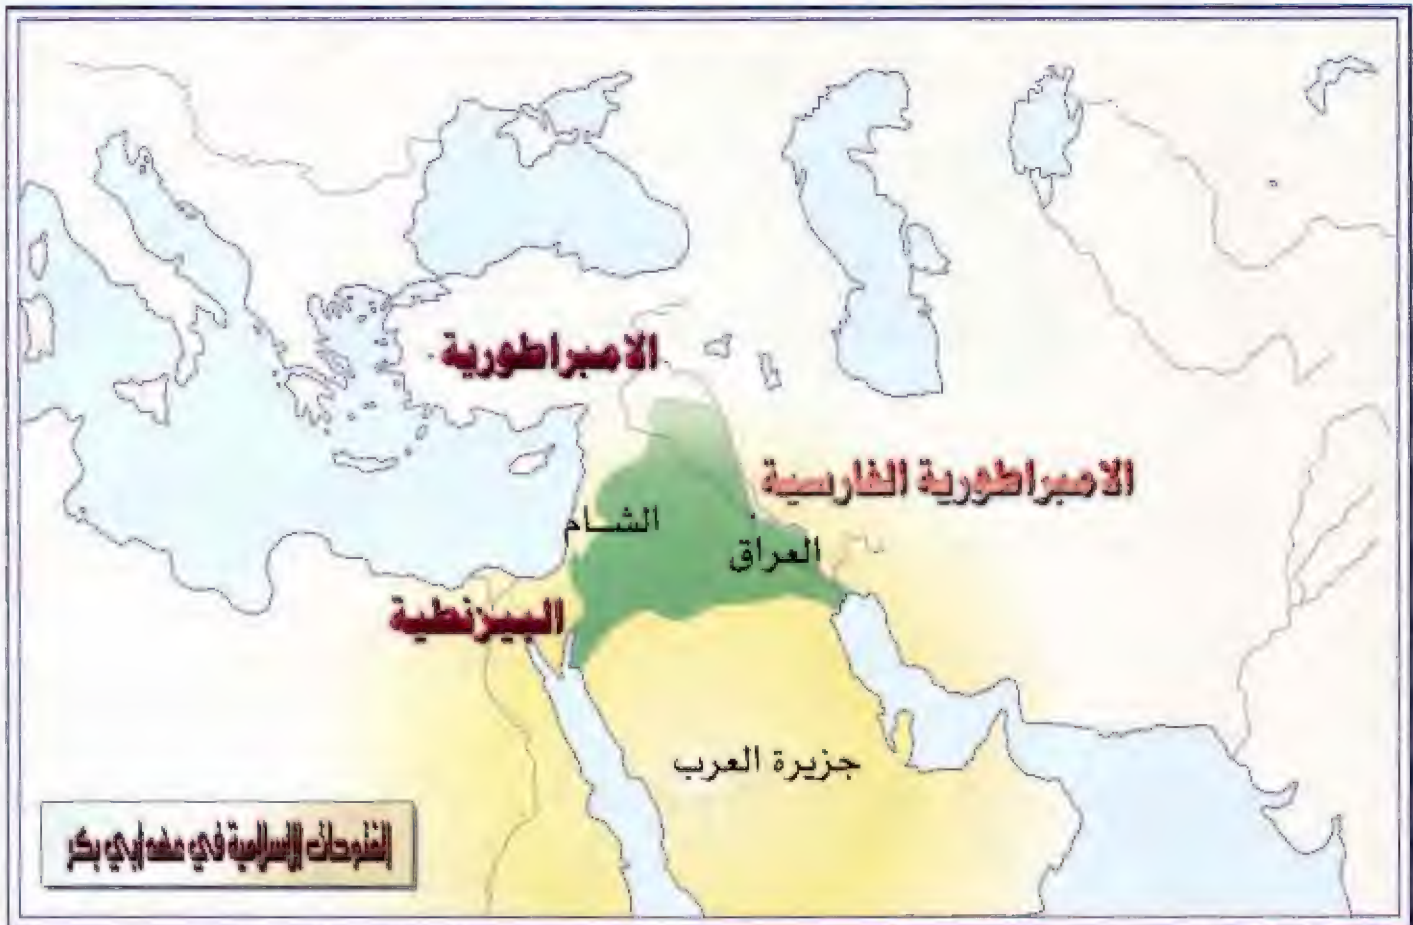 الامبراطورية
الامبراطورية الفارسية
الشام
العراق
البيزنطية
جزيرة العرب
الفتوحات الإسلامية في عهد أبي بكر